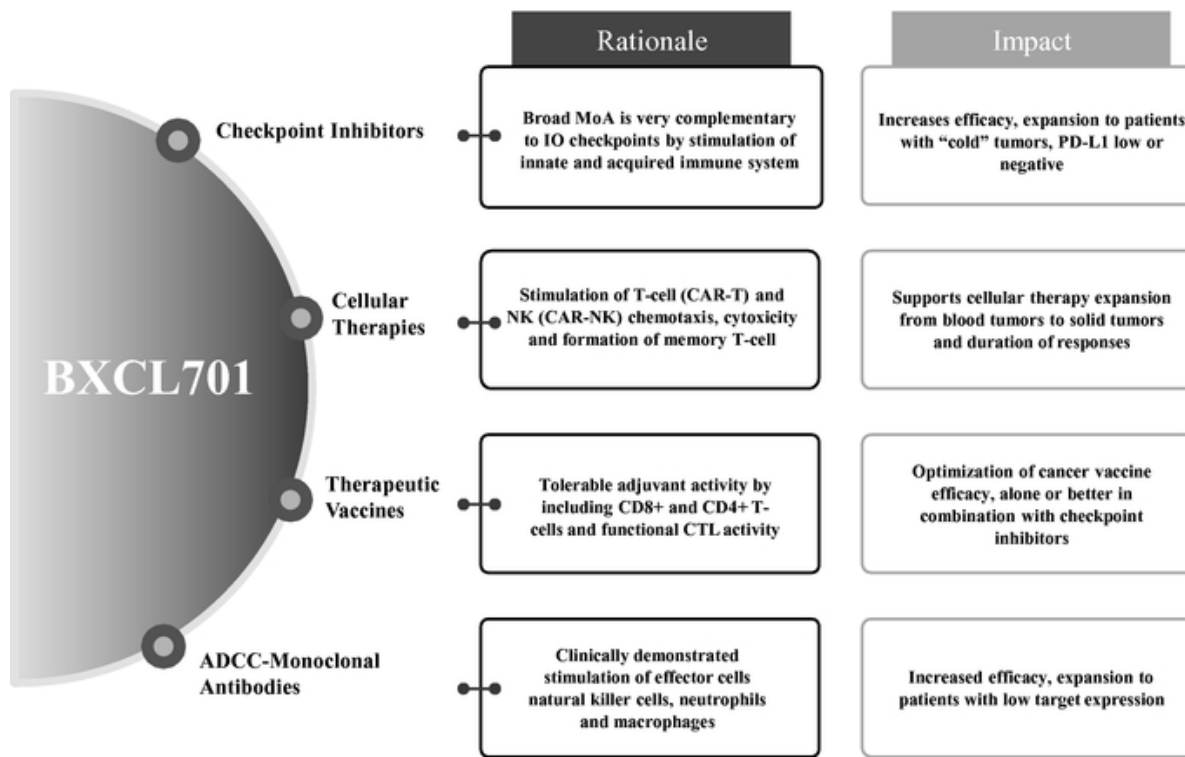 Rationale
Impact
BXCL701
Checkpoint Inhibitors
Broad MoA is very complementary
to IO checkpoints by stimulation of
innate and acquired immune system
Increases efficacy, expansion to patients
with “cold” tumors, PD-L1 low or
negative
Cellular
Therapies
Stimulation of T-cell (CAR-T) and
NK (CAR-NK) chemotaxis, cytoxicity
and formation of memory T-cell
Supports cellular therapy expansion
from blood tumors to solid tumors
and duration of responses
Therapeutic
Vaccines
Tolerable adjuvant activity by
including CD8+ and CD4+ T-
cells and functional CTL activity
Optimization of cancer vaccine
efficacy, alone or better in
combination with checkpoint
inhibitors
ADCC-Monoclonal
Antibodies
Clinically demonstrated
stimulation of effector cells
natural killer cells, neutrophils
and macrophages
Increased efficacy, expansion to
patients with low target expression